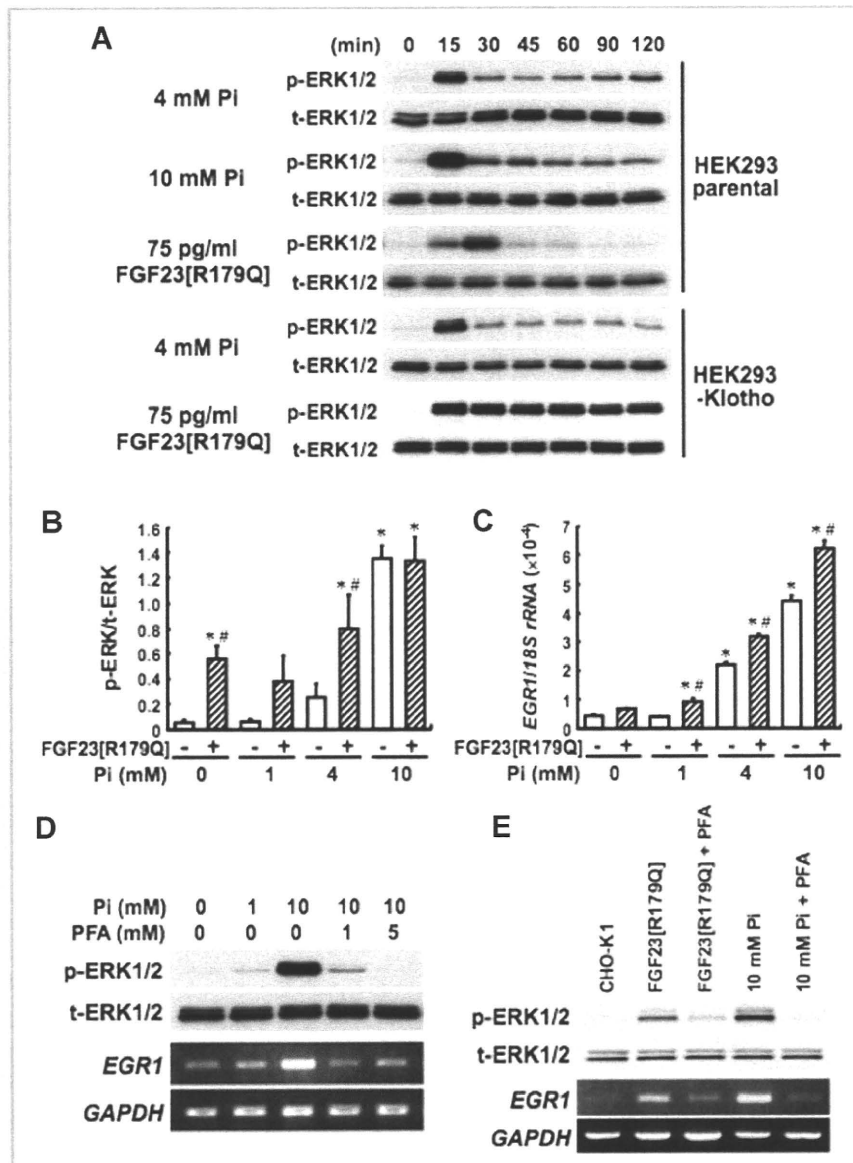 A
(min) 0 15 30 45 60 90 120
4 mM Pi
p-ERK1/2
t-ERK1/2
10 mM Pi
p-ERK1/2
t-ERK1/2
75 pg/ml
FGF23[R179Q]
p-ERK1/2
t-ERK1/2
HEK293
parental
4 mM Pi
p-ERK1/2
t-ERK1/2
75 pg/ml
FGF23[R179Q]
p-ERK1/2
t-ERK1/2
HEK293
-Klotho
B
p-ERK/t-ERK
1.6
1.4
1.2
1.0
0.8
0.6
0.4
0.2
0
* #
* #
*
*
FGF23[R179Q] - + - + - + - +
Pi (mM) 0 1 4 10
C
EGR1/18S rRNA (×10⁻⁴)
7
6
5
4
3
2
1
0
* #
*
* #
*
* #
FGF23[R179Q] - + - + - + - +
Pi (mM) 0 1 4 10
D
Pi (mM) 0 1 10 10 10
PFA (mM) 0 0 0 1 5
p-ERK1/2
t-ERK1/2
EGR1
GAPDH
E
CHO-K1
FGF23[R179Q]
FGF23[R179Q] + PFA
10 mM Pi
10 mM Pi + PFA
p-ERK1/2
t-ERK1/2
EGR1
GAPDH